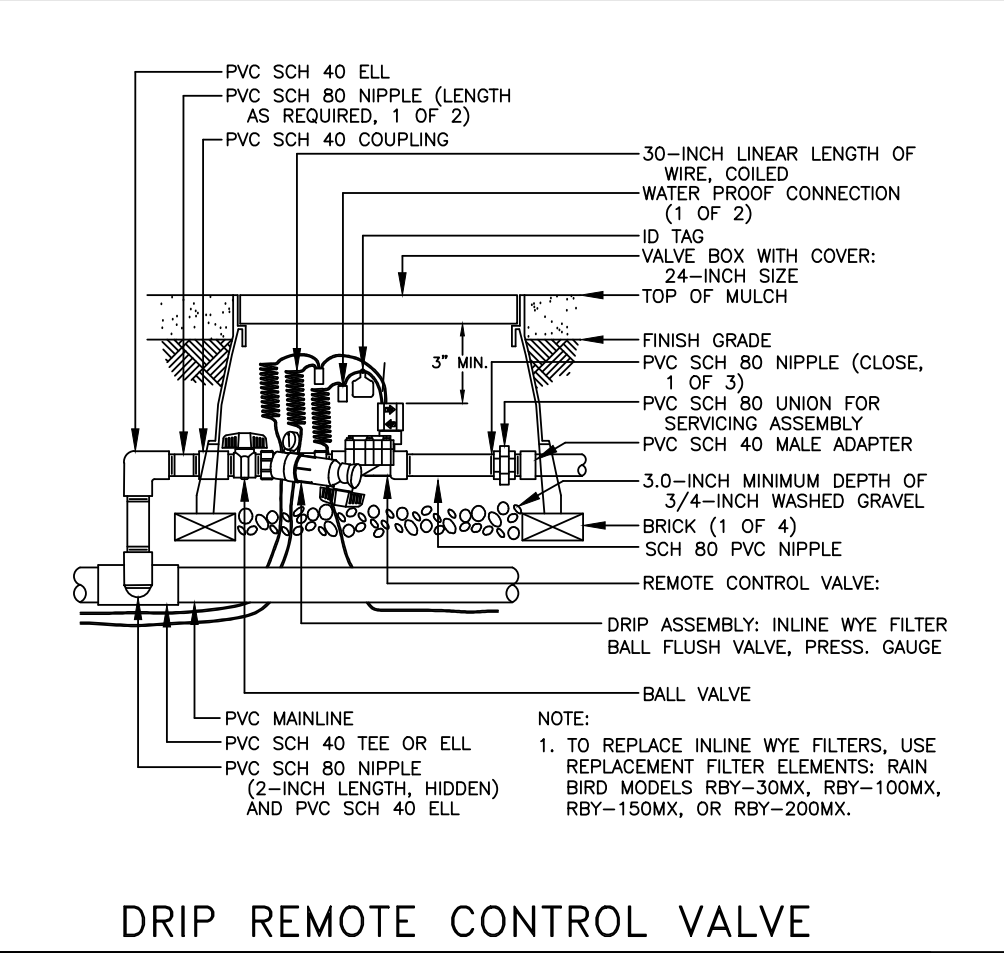 PVC SCH 40 ELL
PVC SCH 80 NIPPLE (LENGTH
AS REQUIRED, 1 OF 2)
PVC SCH 40 COUPLING
30-INCH LINEAR LENGTH OF
WIRE, COILED
WATER PROOF CONNECTION
(1 OF 2)
ID TAG
VALVE BOX WITH COVER:
24-INCH SIZE
TOP OF MULCH
FINISH GRADE
3" MIN.
PVC SCH 80 NIPPLE (CLOSE,
1 OF 3)
PVC SCH 80 UNION FOR
SERVICING ASSEMBLY
PVC SCH 40 MALE ADAPTER
3.0-INCH MINIMUM DEPTH OF
3/4-INCH WASHED GRAVEL
BRICK (1 OF 4)
SCH 80 PVC NIPPLE
REMOTE CONTROL VALVE:
DRIP ASSEMBLY: INLINE WYE FILTER
BALL FLUSH VALVE, PRESS. GAUGE
BALL VALVE
PVC MAINLINE
PVC SCH 40 TEE OR ELL
PVC SCH 80 NIPPLE
(2-INCH LENGTH, HIDDEN)
AND PVC SCH 40 ELL
NOTE:
1. TO REPLACE INLINE WYE FILTERS, USE
REPLACEMENT FILTER ELEMENTS: RAIN
BIRD MODELS RBY-30MX, RBY-100MX,
RBY-150MX, OR RBY-200MX.
DRIP REMOTE CONTROL VALVE